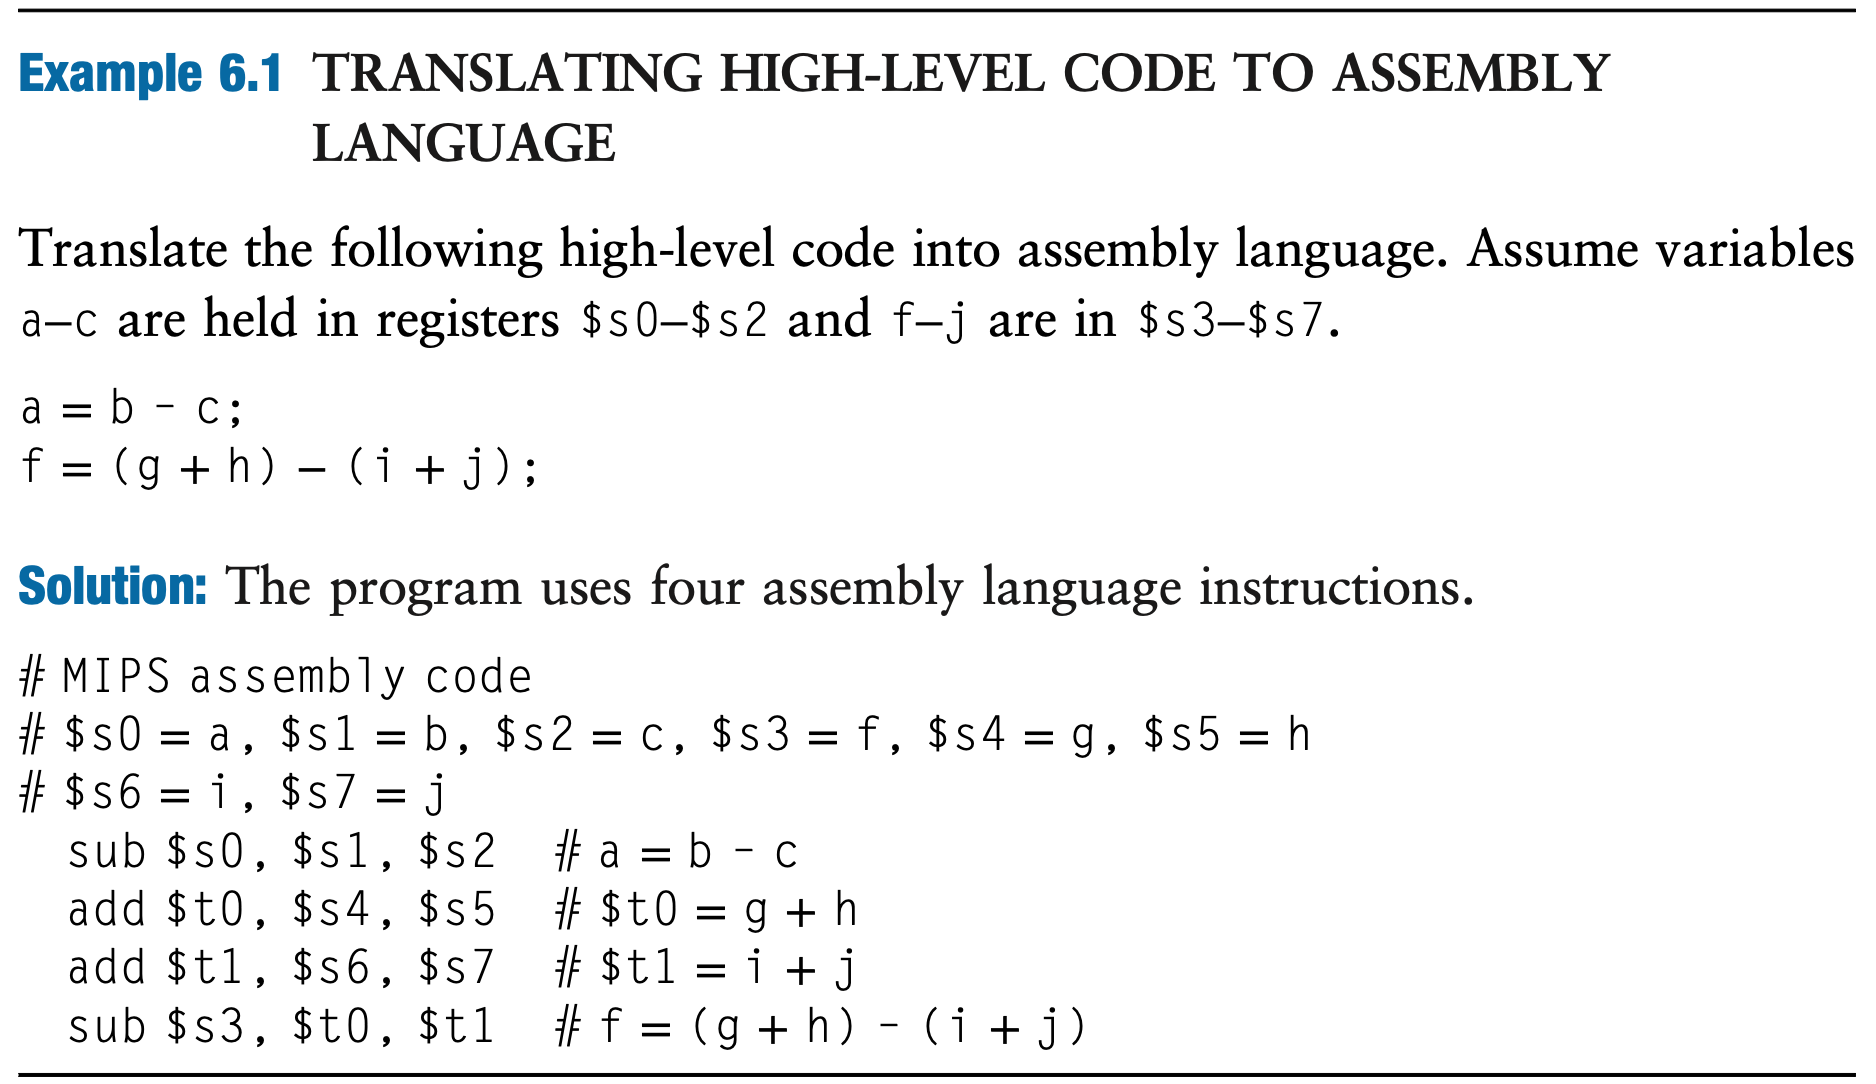 Example 6.1 TRANSLATING HIGH-LEVEL CODE TO ASSEMBLY
LANGUAGE
Translate the following high-level code into assembly language. Assume variables
a–c are held in registers $s0–$s2 and f–j are in $s3–$s7.
a = b - c;
f = (g + h) − (i + j);
Solution: The program uses four assembly language instructions.
# MIPS assembly code
# $s0 = a, $s1 = b, $s2 = c, $s3 = f, $s4 = g, $s5 = h
# $s6 = i, $s7 = j
sub $s0, $s1, $s2 # a = b - c
add $t0, $s4, $s5 # $t0 = g + h
add $t1, $s6, $s7 # $t1 = i + j
sub $s3, $t0, $t1 # f = (g + h) - (i + j)